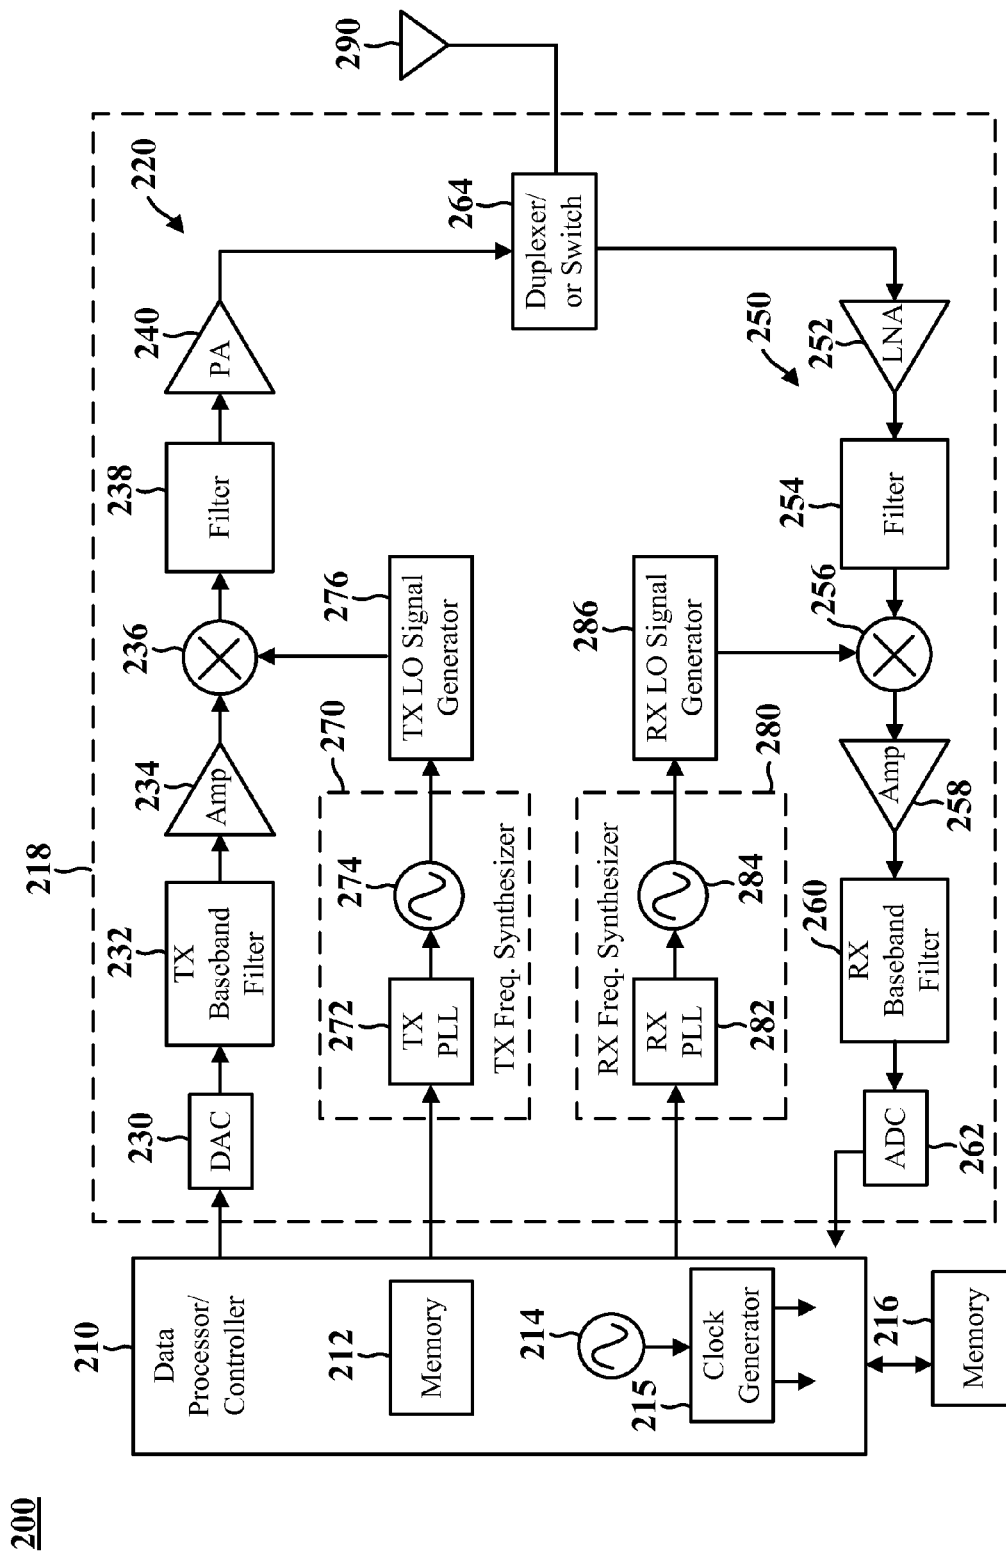 200
218
210
Data
Processor/
Controller
212
Memory
214
215
Clock
Generator
216
Memory
230
DAC
232
TX
Baseband
Filter
234
Amp
236
238
Filter
240
PA
220
290
264
Duplexer/
or Switch
270
272
TX
PLL
274
TX Freq. Synthesizer
276
TX LO Signal
Generator
RX Freq. Synthesizer
280
RX
PLL
282
284
286
RX LO Signal
Generator
250
252
LNA
254
Filter
256
Amp
258
260
RX
Baseband
Filter
ADC
262